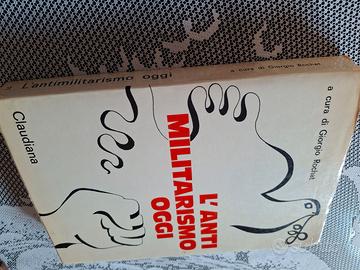 L'antimilitarismo oggi
a cura di Giorgio Rochat
a cura di Giorgio Rochat
L'ANTI
MILITARISMO
OGGI
Claudiana